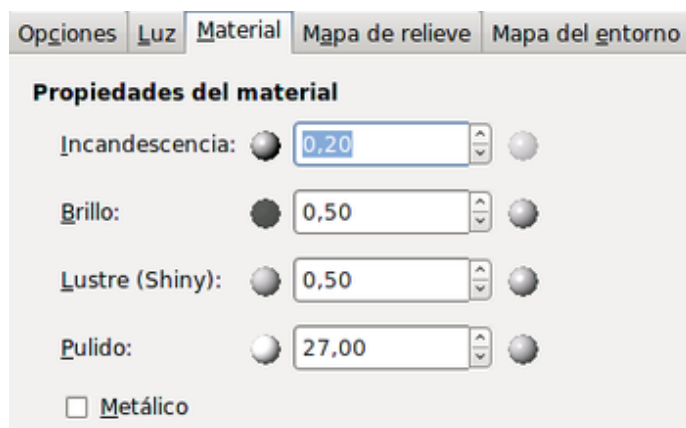 Opciones Luz Material Mapa de relieve Mapa del entorno
Propiedades del material
Incandescencia: 0,20
Brillo: 0,50
Lustre (Shiny): 0,50
Pulido: 27,00
Metálico